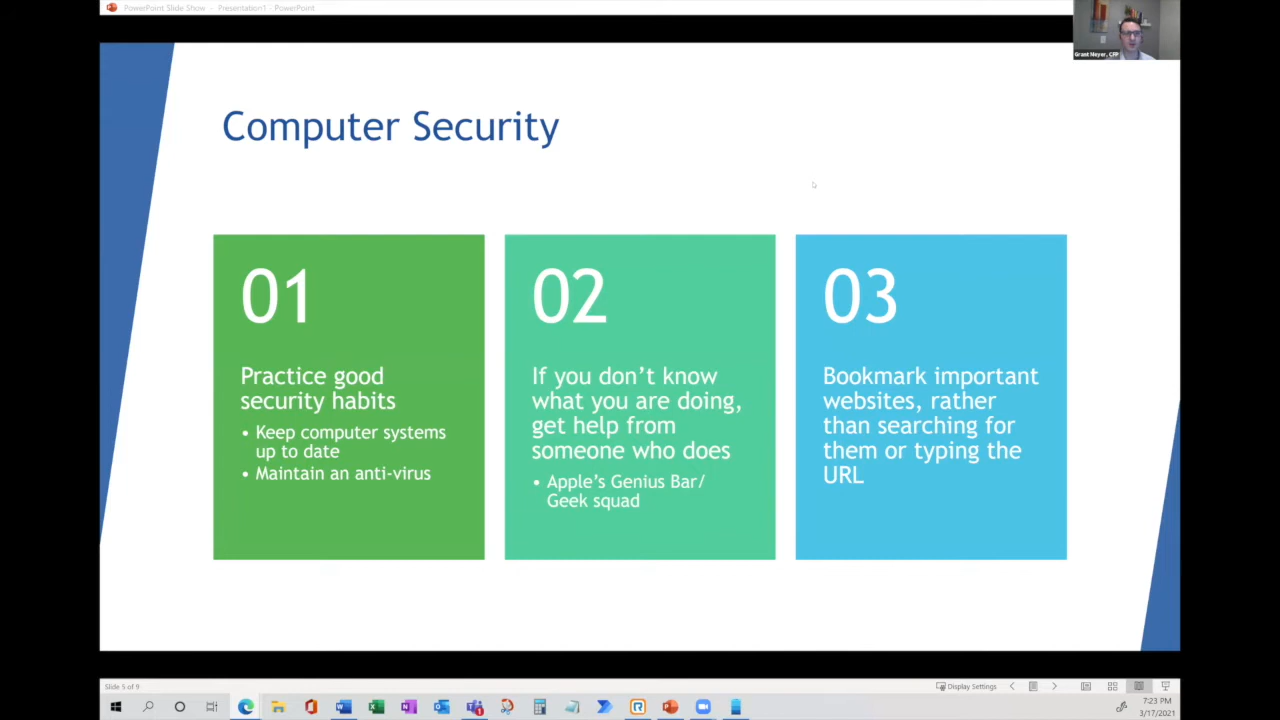 PowerPoint Slide Show - Presentation1 - PowerPoint
Grant Meyer, CFP
Computer Security
01
Practice good
security habits
• Keep computer systems
up to date
• Maintain an anti-virus
02
If you don't know
what you are doing,
get help from
someone who does
• Apple's Genius Bar/
Geek squad
03
Bookmark important
websites, rather
than searching for
them or typing the
URL
Slide 5 of 9
Display Settings
7:23 PM
3/17/2021